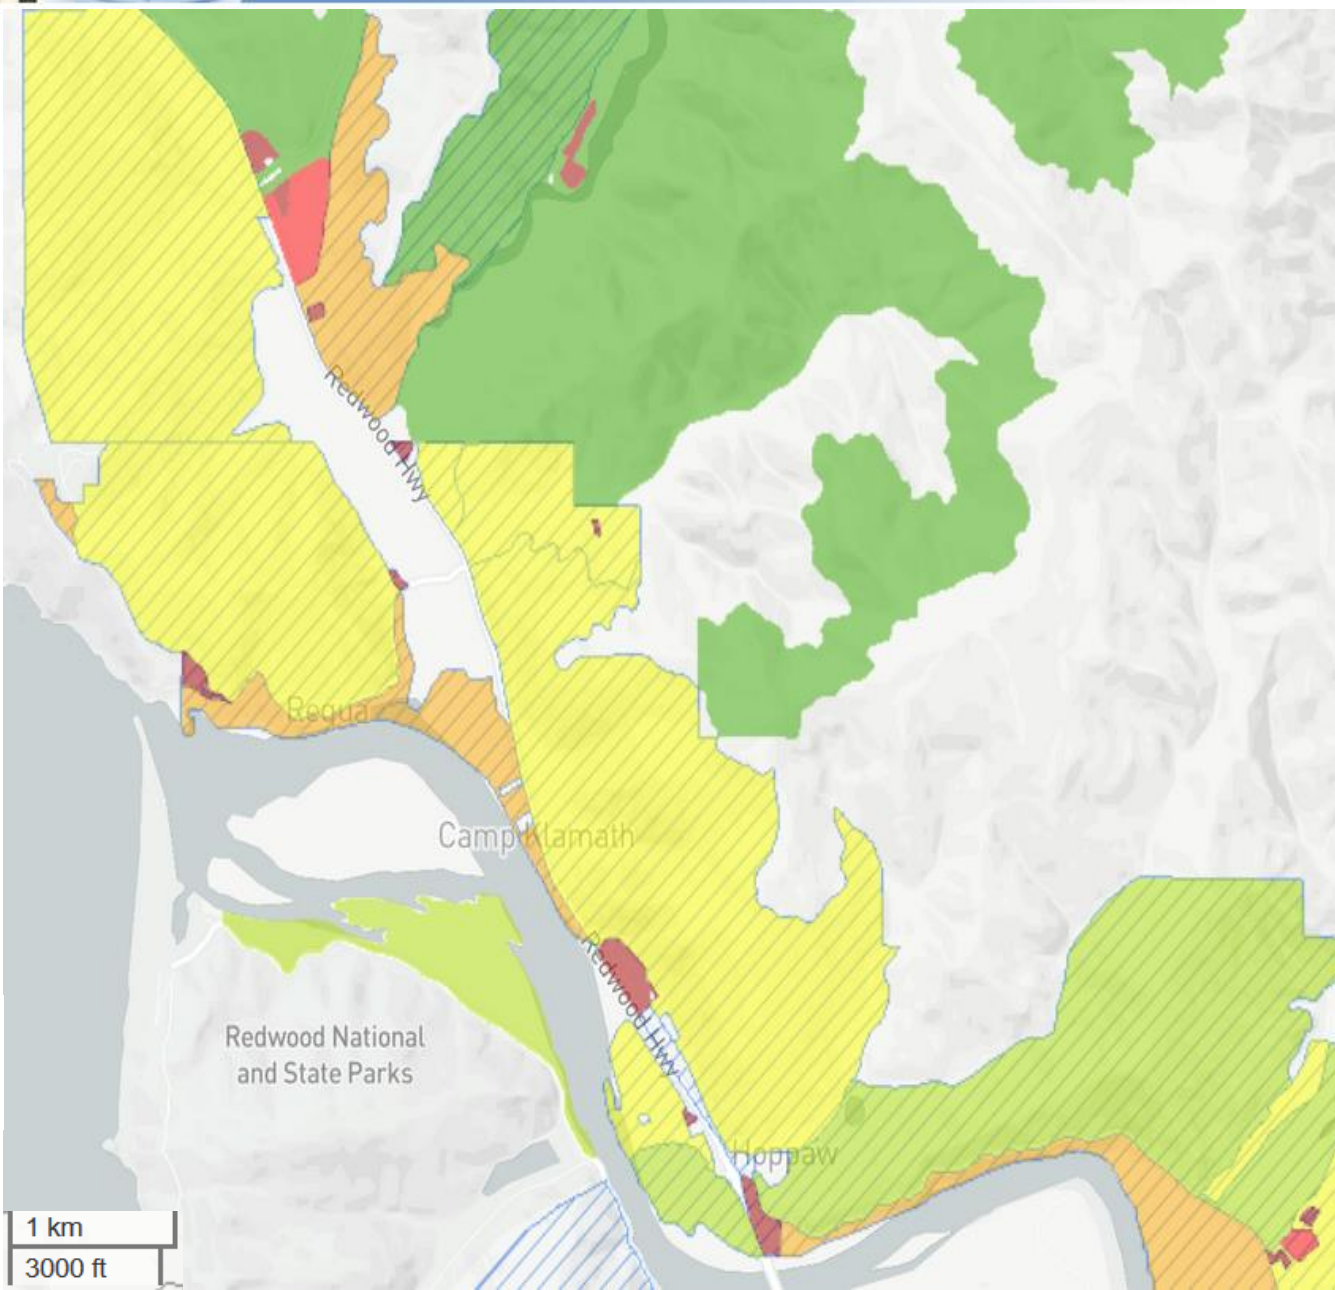 Redwood Hwy
Requa
Camp Klamath
Redwood Hwy
Redwood National
and State Parks
Hoppaw
1 km
3000 ft